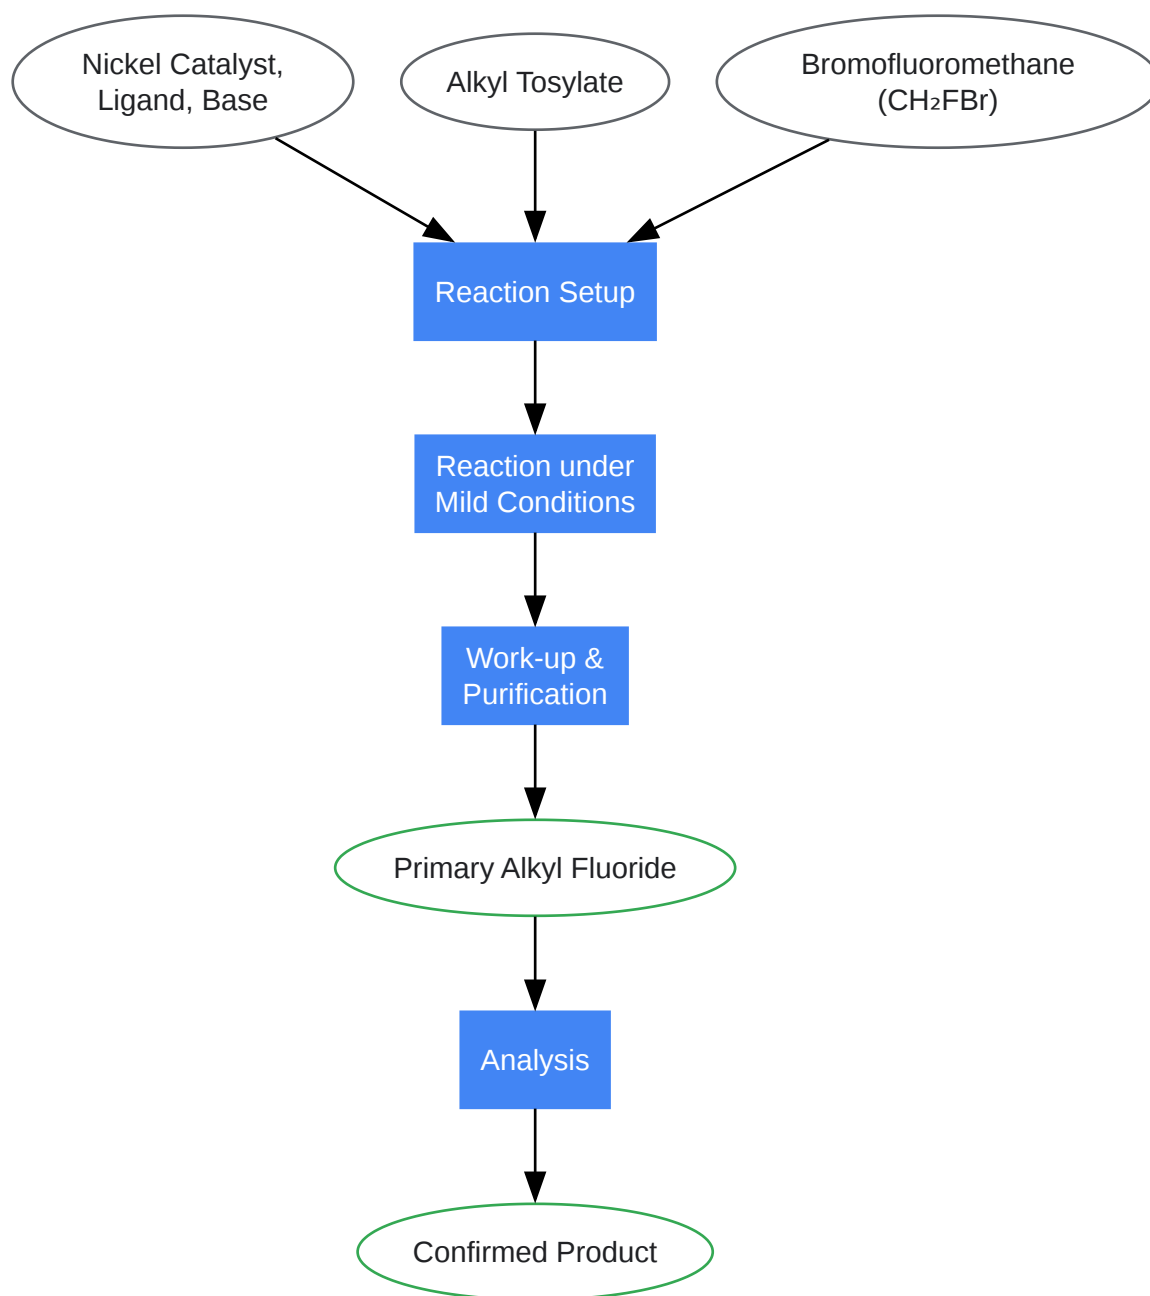 Nickel Catalyst,
Ligand, Base
Alkyl Tosylate
Bromofluoromethane
(CH₂FBr)
Reaction Setup
Reaction under
Mild Conditions
Work-up &
Purification
Primary Alkyl Fluoride
Analysis
Confirmed Product